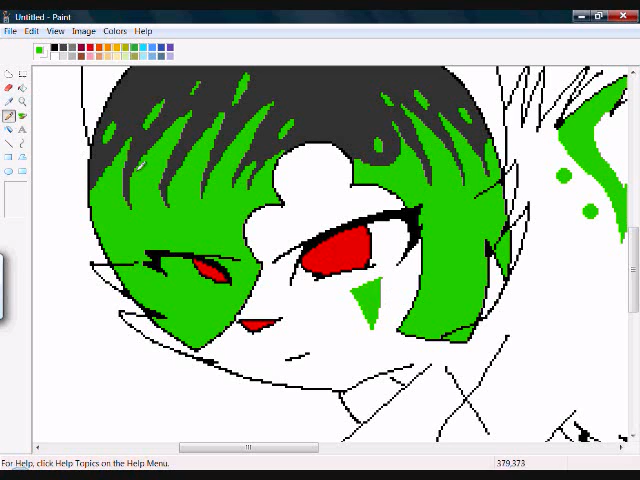 Untitled - Paint
File Edit View Image Colors Help
For Help, click Help Topics on the Help Menu. 379,373